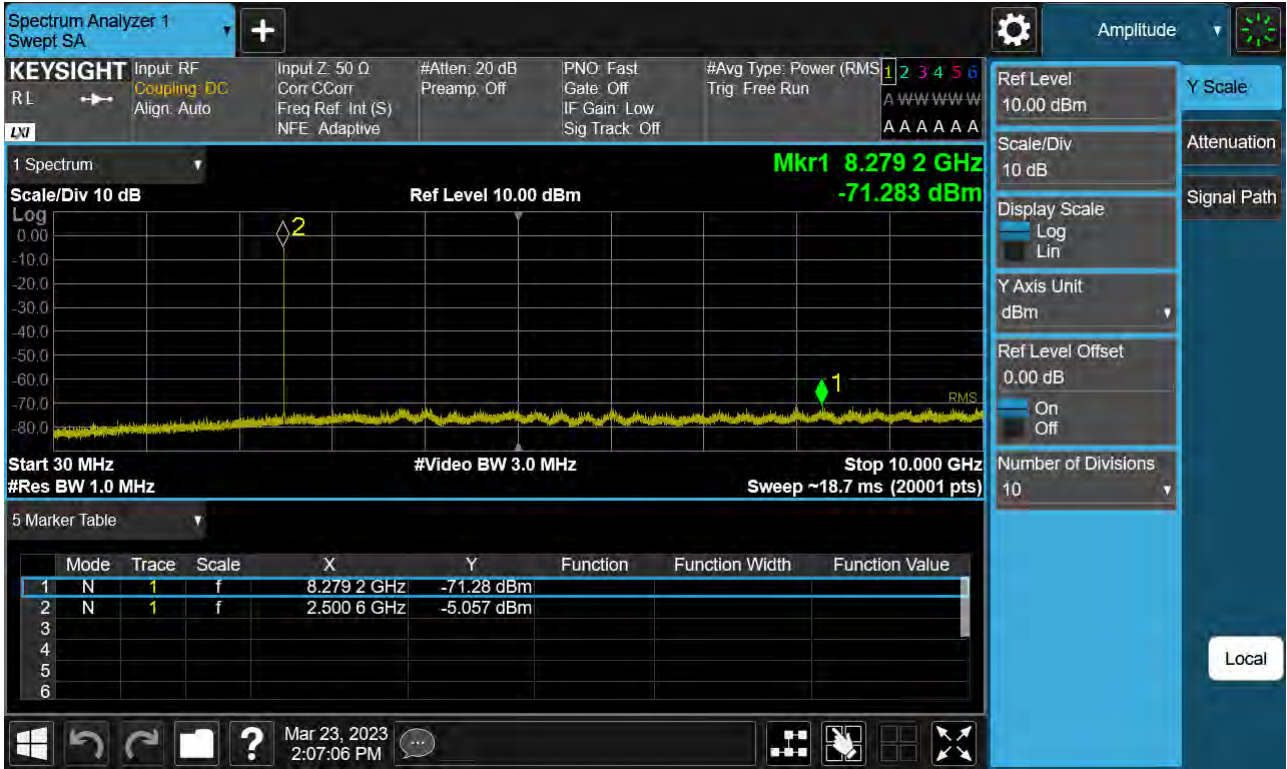 Spectrum Analyzer 1
Swept SA
+
Amplitude
KEYSIGHT
RL
LXI
Input: RF
Coupling: DC
Align: Auto
Input Z: 50 Ω
Corr CCorr
Freq Ref: Int (S)
NFE: Adaptive
#Atten: 20 dB
Preamp: Off
PNO: Fast
Gate: Off
IF Gain: Low
Sig Track: Off
#Avg Type: Power (RMS
Trig: Free Run
1 2 3 4 5 6
A W W W W W
A A A A A A
1 Spectrum
Mkr1 8.279 2 GHz
-71.283 dBm
Scale/Div 10 dB
Ref Level 10.00 dBm
Log
0.00
-10.0
-20.0
-30.0
-40.0
-50.0
-60.0
-70.0
-80.0
2
1
RMS
Start 30 MHz
#Video BW 3.0 MHz
Stop 10.000 GHz
#Res BW 1.0 MHz
Sweep ~18.7 ms (20001 pts)
5 Marker Table
Mode Trace Scale X Y Function Function Width Function Value
1 N 1 f 8.279 2 GHz -71.28 dBm
2 N 1 f 2.500 6 GHz -5.057 dBm
3
4
5
6
Ref Level
10.00 dBm
Scale/Div
10 dB
Display Scale
Log
Lin
Y Axis Unit
dBm
Ref Level Offset
0.00 dB
On
Off
Number of Divisions
10
Y Scale
Attenuation
Signal Path
Local
?
Mar 23, 2023
2:07:06 PM